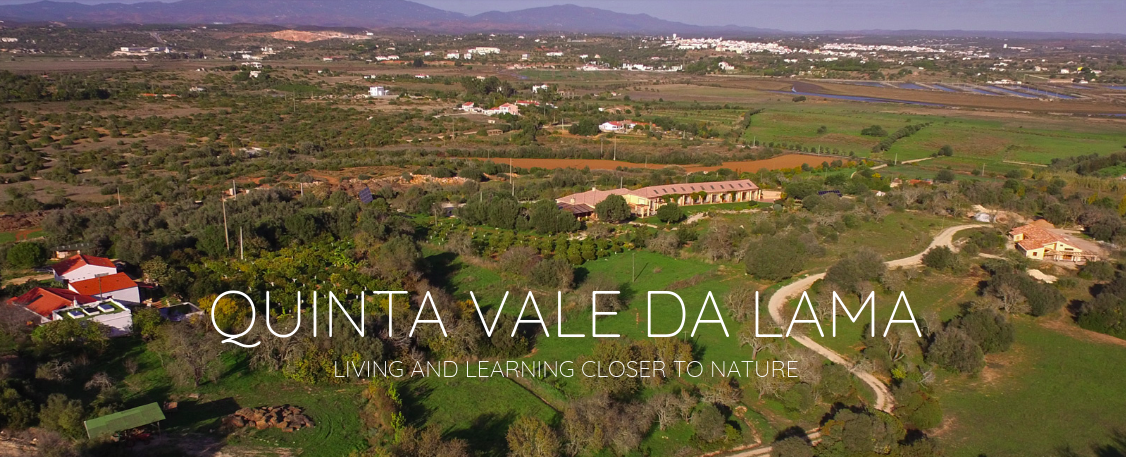 QUINTA VALE DA LAMA
LIVING AND LEARNING CLOSER TO NATURE